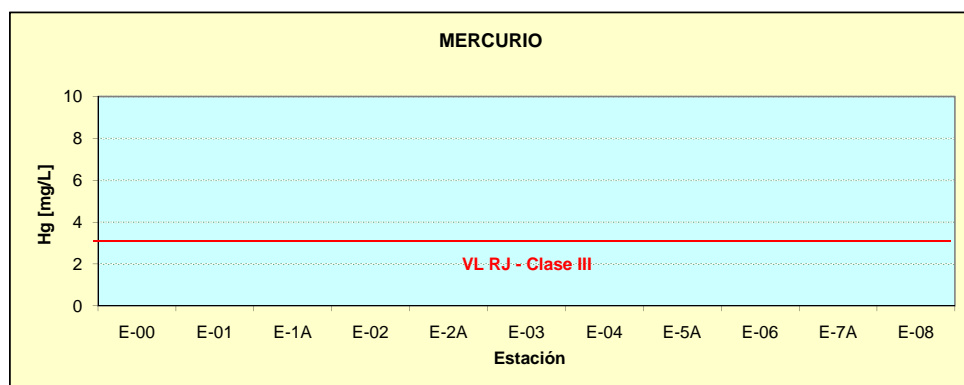 MERCURIO
Hg [mg/L]
10
8
6
4
2
0
VL RJ - Clase III
E-00 E-01 E-1A E-02 E-2A E-03 E-04 E-5A E-06 E-7A E-08
Estación